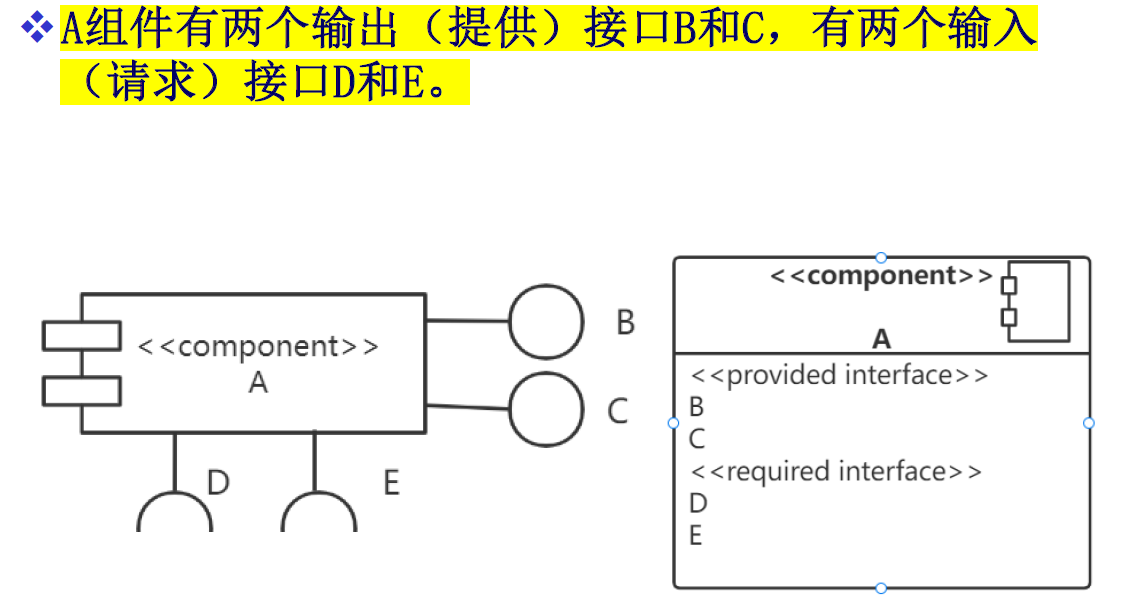 A组件有两个输出（提供）接口B和C，有两个输入
（请求）接口D和E。
<<component>>
A
B
C
D
E
<<component>>
A
<<provided interface>>
B
C
<<required interface>>
D
E